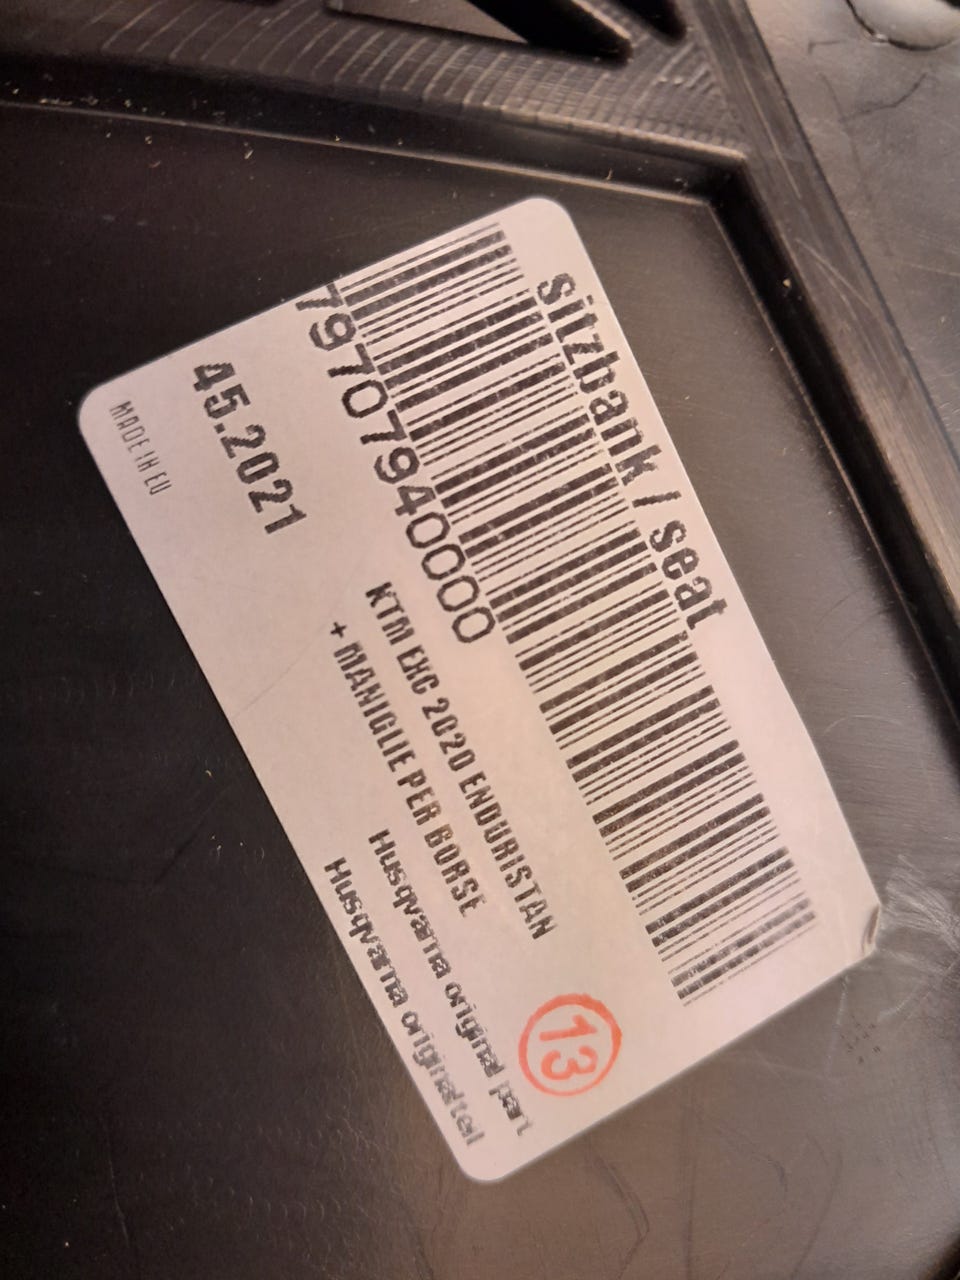 sitzbank / seat
79707940000
KTM EXC 2020 ENDURISTAN
+ MANIGLIE PER BORSE
45.2021
MADE IN EU
Husqvarna original part
Husqvarna originalteil
13